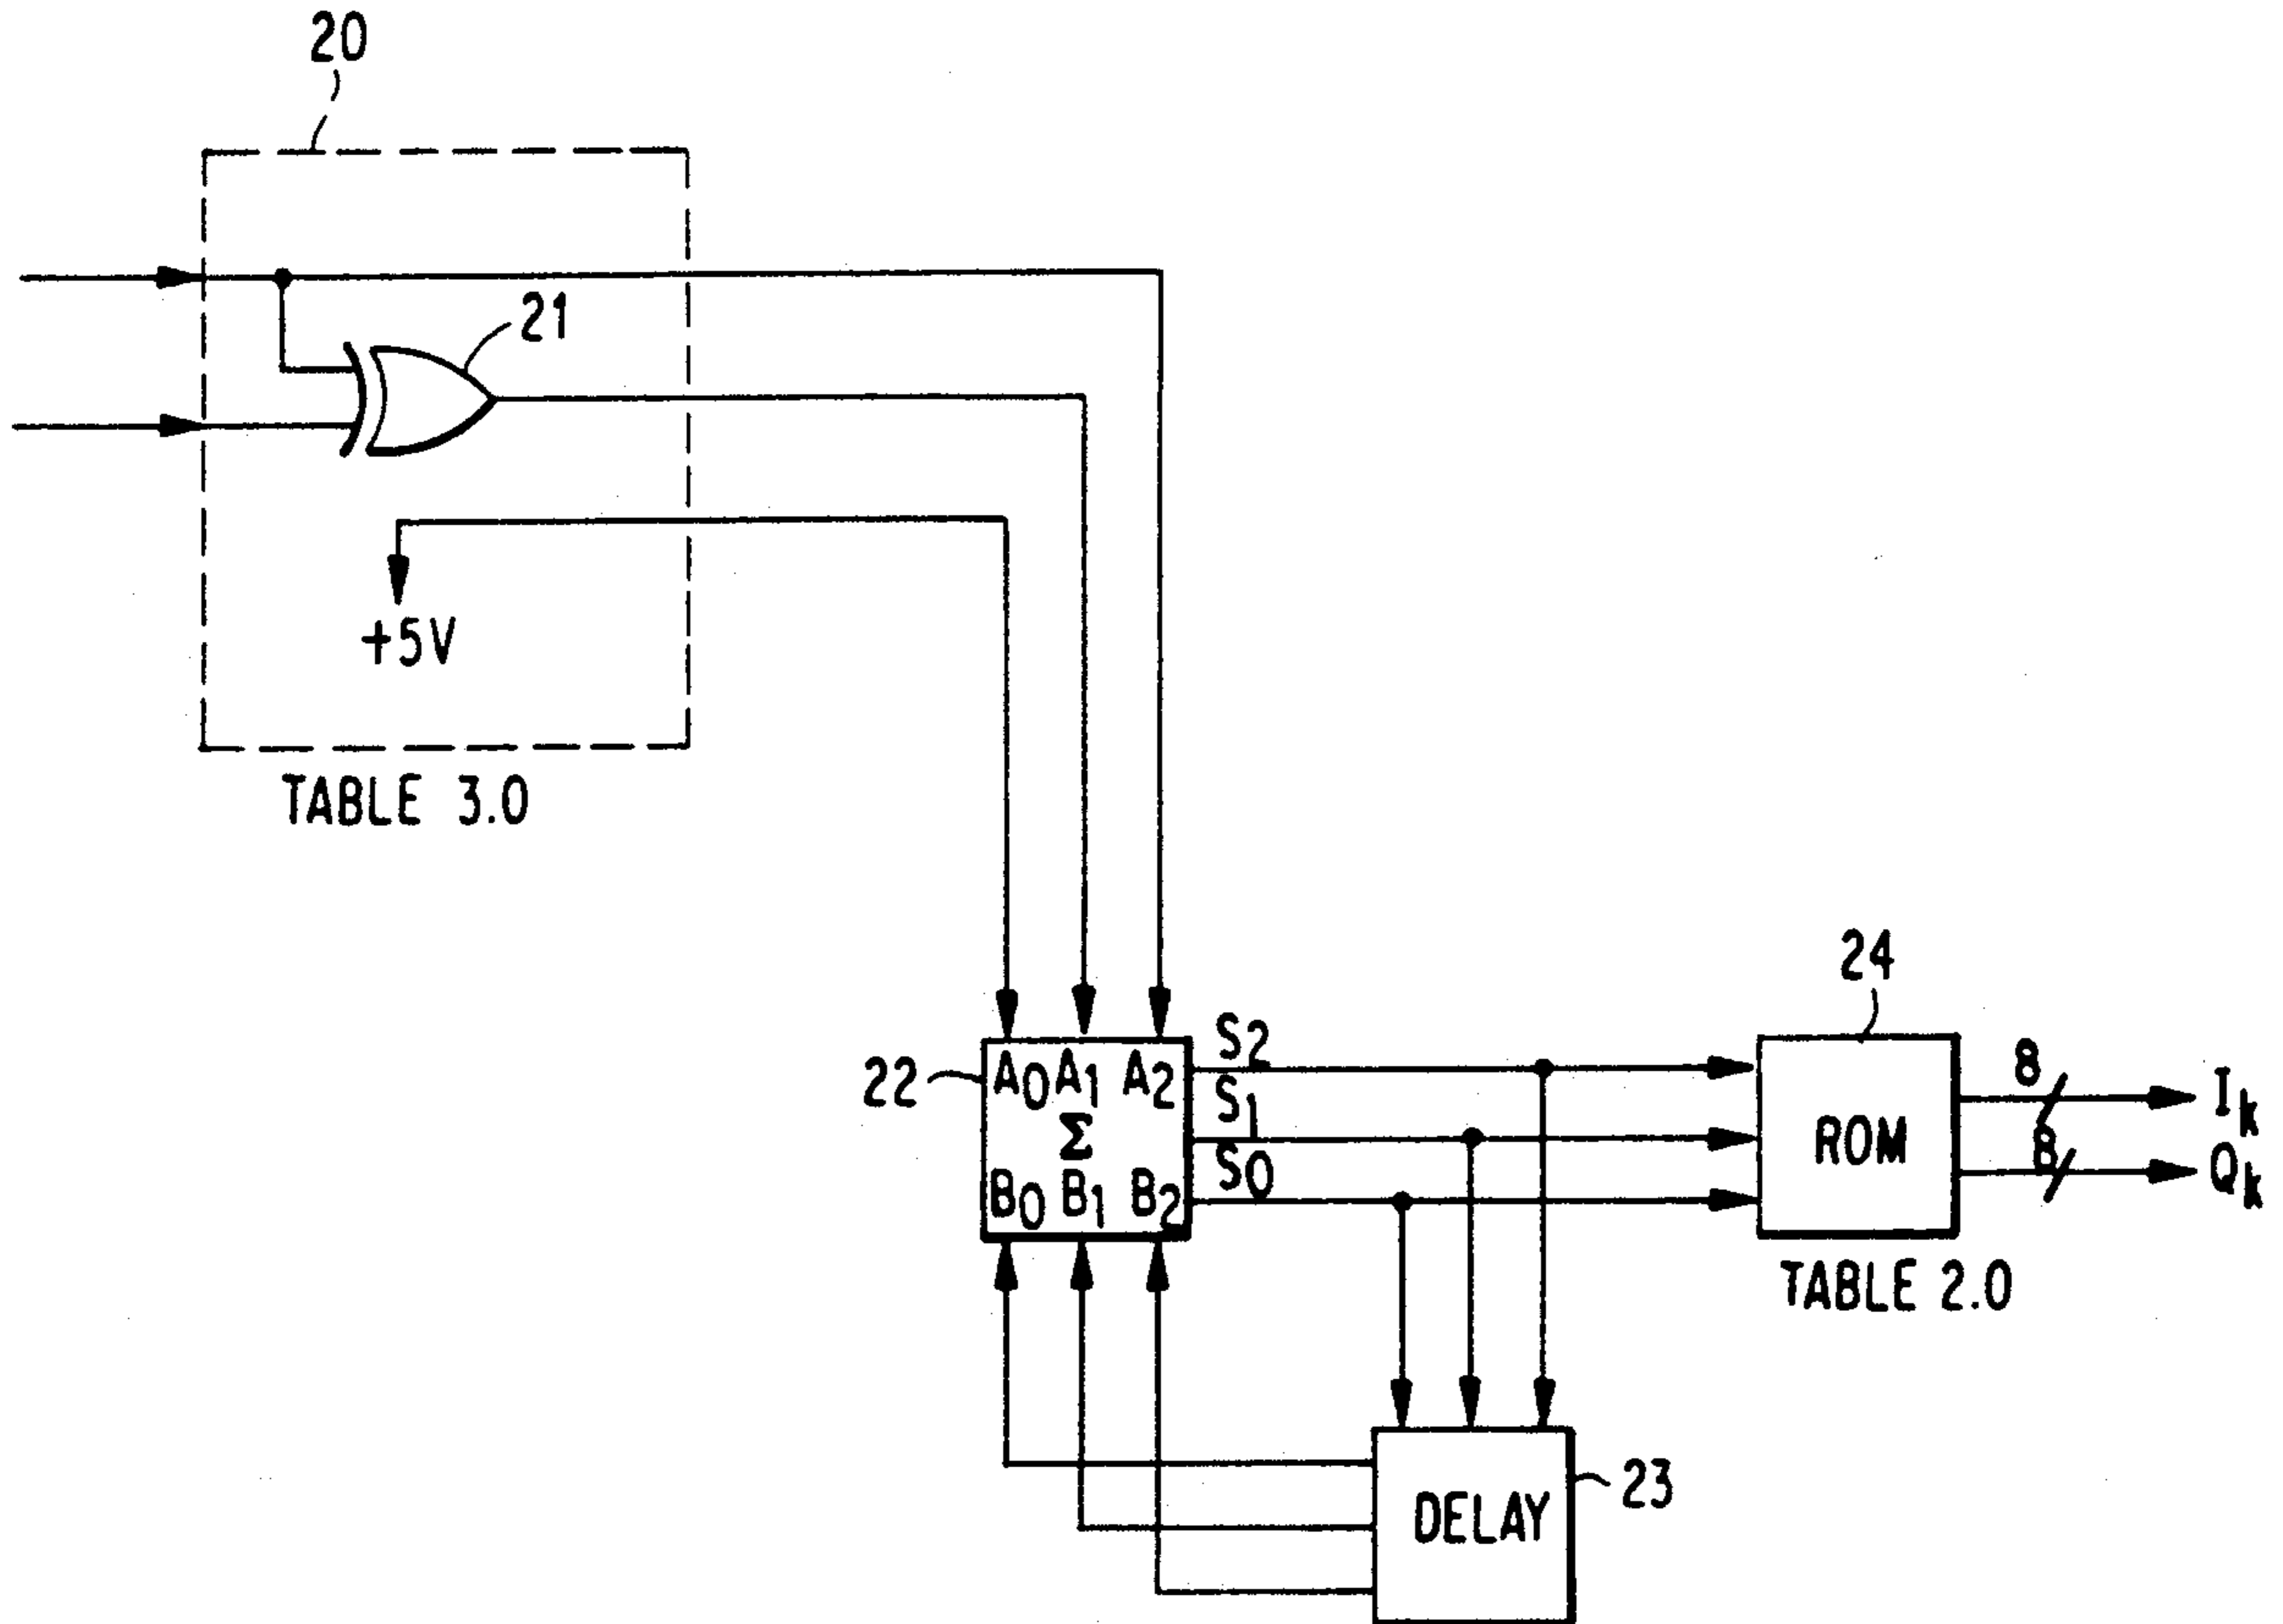 20
21
+5V
TABLE 3.0
22
A0 A1 A2
Σ
B0 B1 B2
S2
S1
S0
24
ROM
8
8
Ik
Qk
TABLE 2.0
DELAY
23